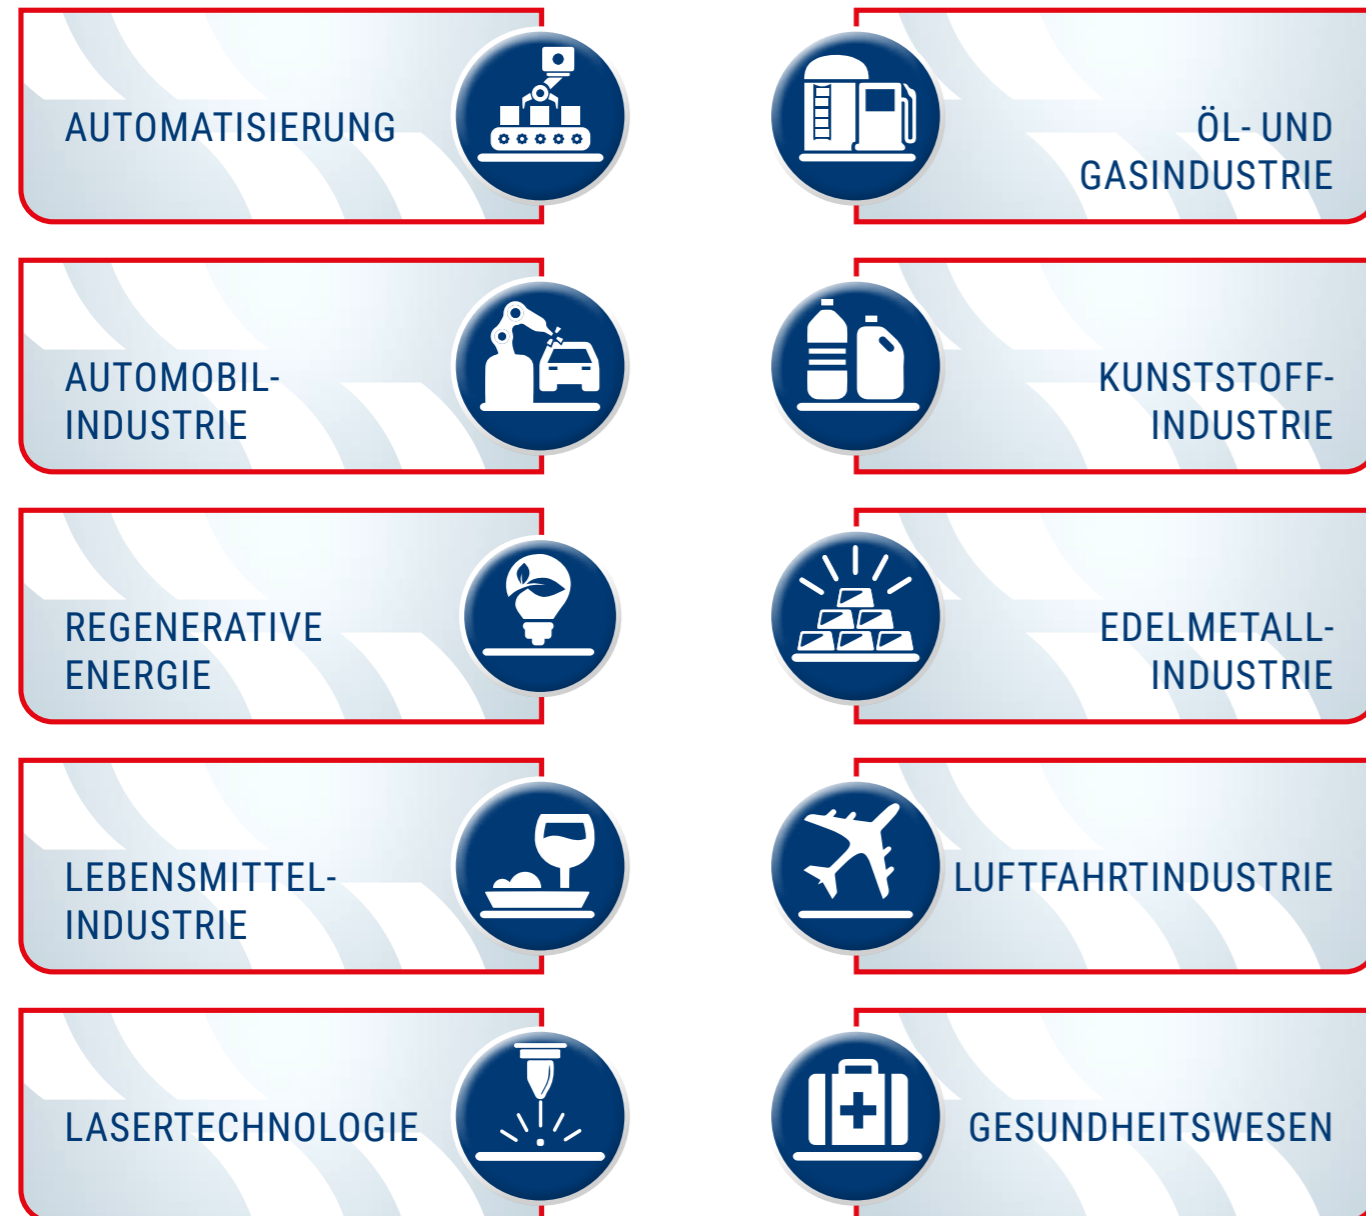 AUTOMATISIERUNG
ÖL- UND
GASINDUSTRIE
AUTOMOBIL-
INDUSTRIE
KUNSTSTOFF-
INDUSTRIE
REGENERATIVE
ENERGIE
EDELMETALL-
INDUSTRIE
LEBENSMITTEL-
INDUSTRIE
LUFTFAHRTINDUSTRIE
LASERTECHNOLOGIE
GESUNDHEITSWESEN